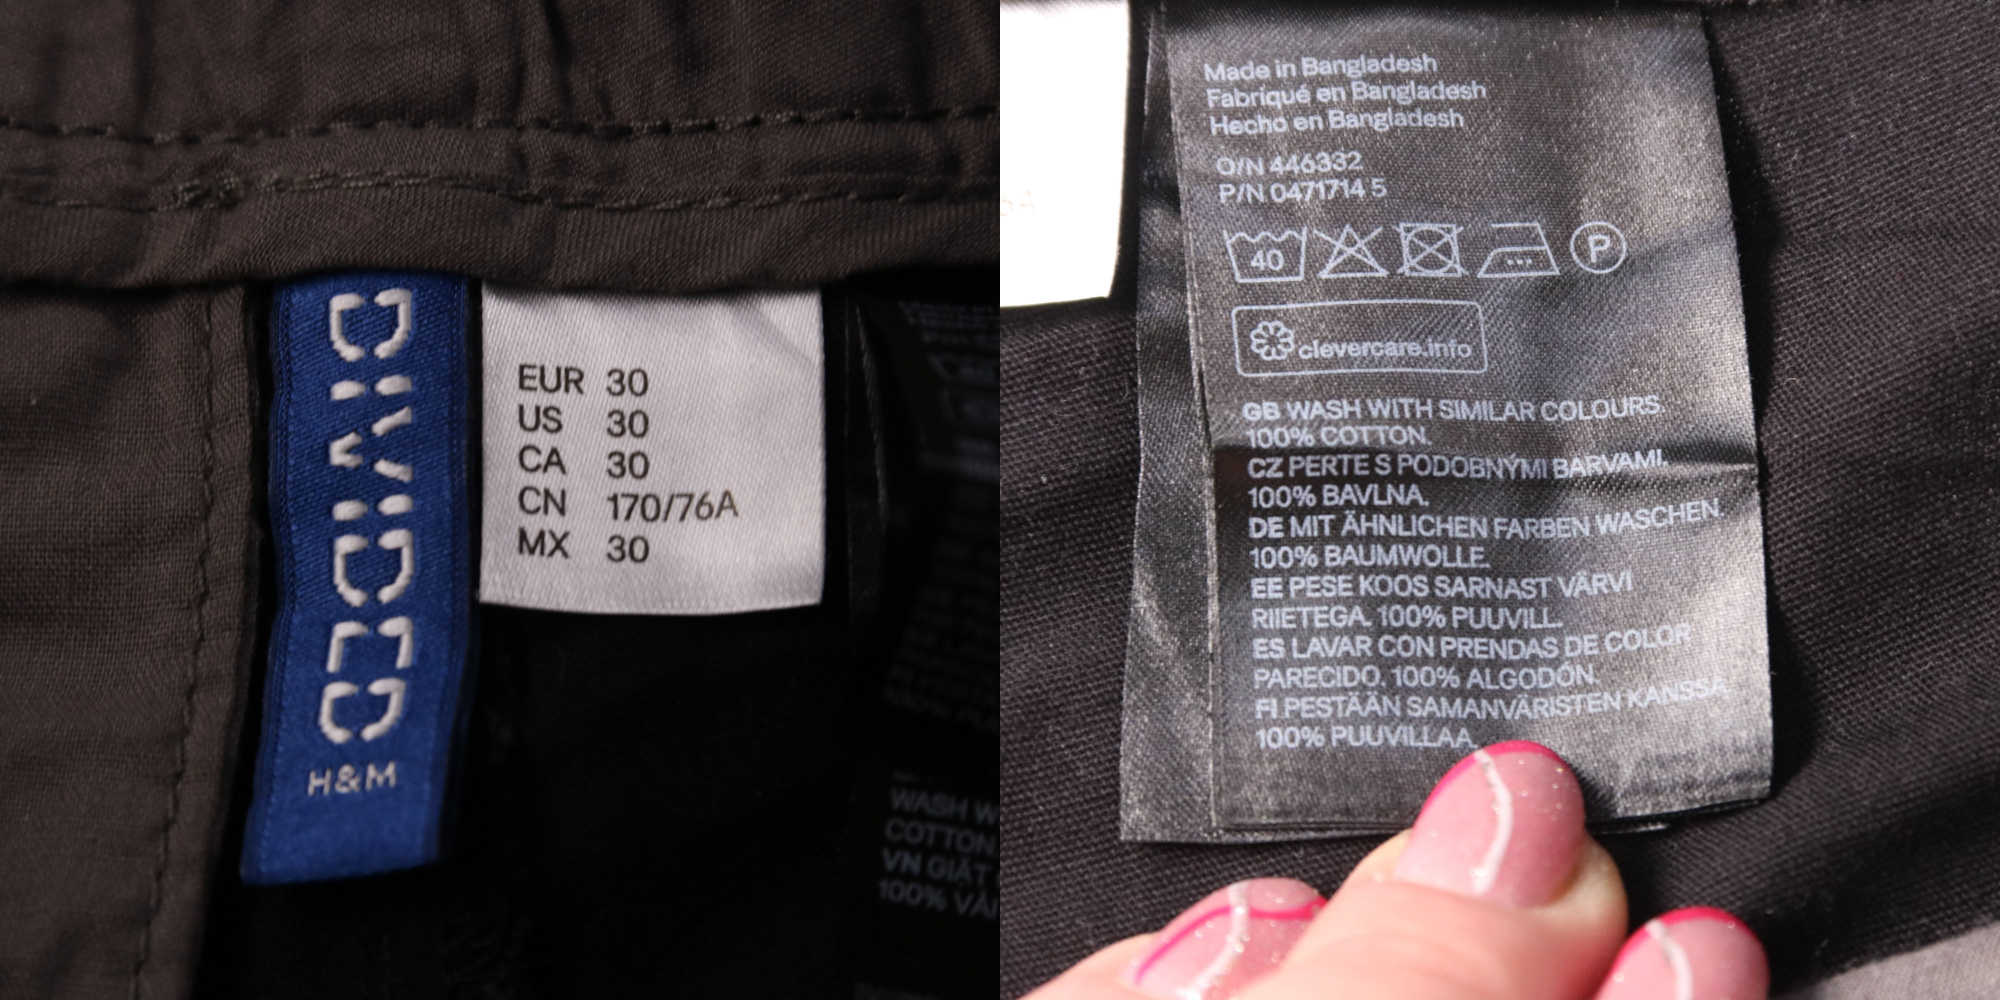 DIVIDED
H&M
EUR 30
US 30
CA 30
CN 170/76A
MX 30
WASH W
COTTON
VN GIẶT
100% VẢI
Made in Bangladesh
Fabriqué en Bangladesh
Hecho en Bangladesh
O/N 446332
P/N 0471714 5
40
P
clevercare.info
GB WASH WITH SIMILAR COLOURS.
100% COTTON.
CZ PERTE S PODOBNÝMI BARVAMI.
100% BAVLNA.
DE MIT ÄHNLICHEN FARBEN WASCHEN.
100% BAUMWOLLE.
EE PESE KOOS SARNAST VÄRVI
RIIETEGA. 100% PUUVILL.
ES LAVAR CON PRENDAS DE COLOR
PARECIDO. 100% ALGODÓN.
FI PESTÄÄN SAMANVÄRISTEN KANSSA
100% PUUVILLAA.